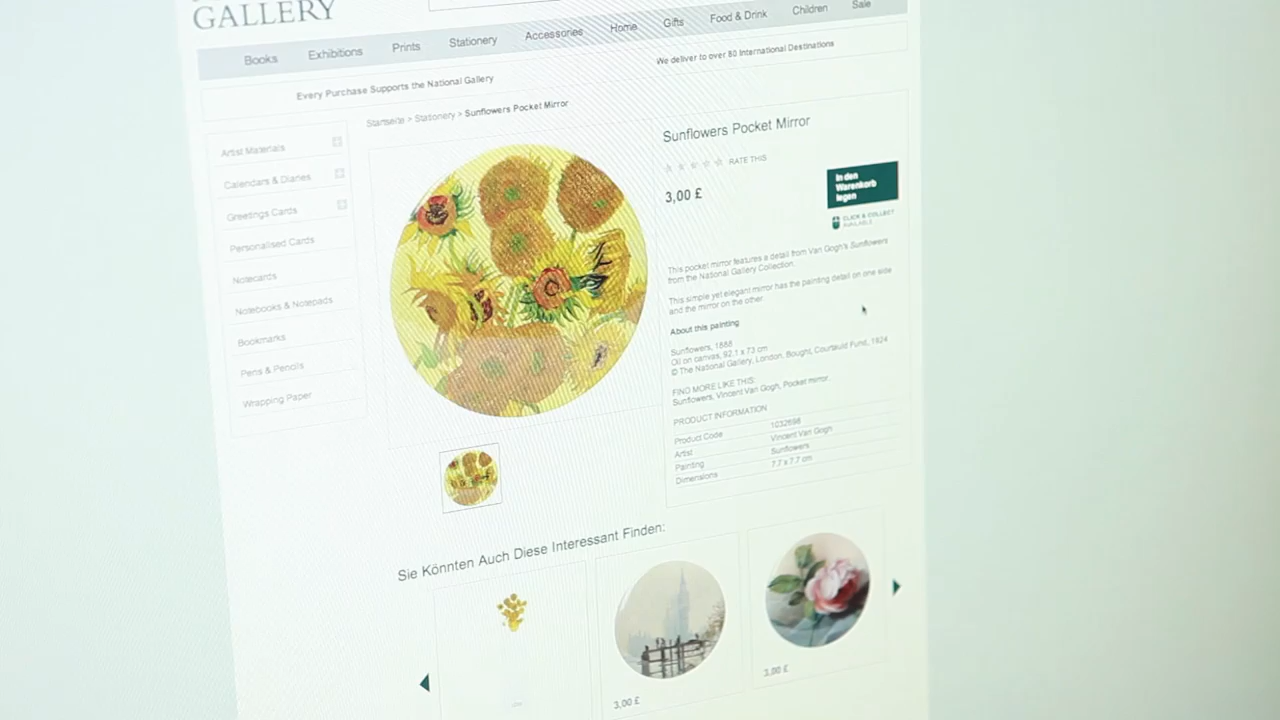 GALLERY
Books Exhibitions Prints Stationery Accessories Home Gifts Food & Drink Children Sale
Every Purchase Supports the National Gallery
We deliver to over 80 International Destinations
Startseite > Stationery > Sunflowers Pocket Mirror
Artist Materials
Calendars & Diaries
Greetings Cards
Personalised Cards
Notecards
Notebooks & Notepads
Bookmarks
Pens & Pencils
Wrapping Paper
Sunflowers Pocket Mirror
RATE THIS
3,00 £
In den
Warenkorb
legen
CLICK & COLLECT
AVAILABLE
This pocket mirror features a detail from Van Gogh's Sunflowers
from the National Gallery Collection.
This simple yet elegant mirror has the painting detail on one side
and the mirror on the other.
About this painting
Sunflowers, 1888
Oil on canvas, 92.1 x 73 cm
© The National Gallery, London. Bought, Courtauld Fund, 1924
FIND MORE LIKE THIS:
Sunflowers, Vincent Van Gogh, Pocket mirror.
PRODUCT INFORMATION
Product Code 1032698
Artist Vincent Van Gogh
Painting Sunflowers
Dimensions 7.7 x 7.7 cm
Sie Könnten Auch Diese Interessant Finden:
3,00 £
3,00 £